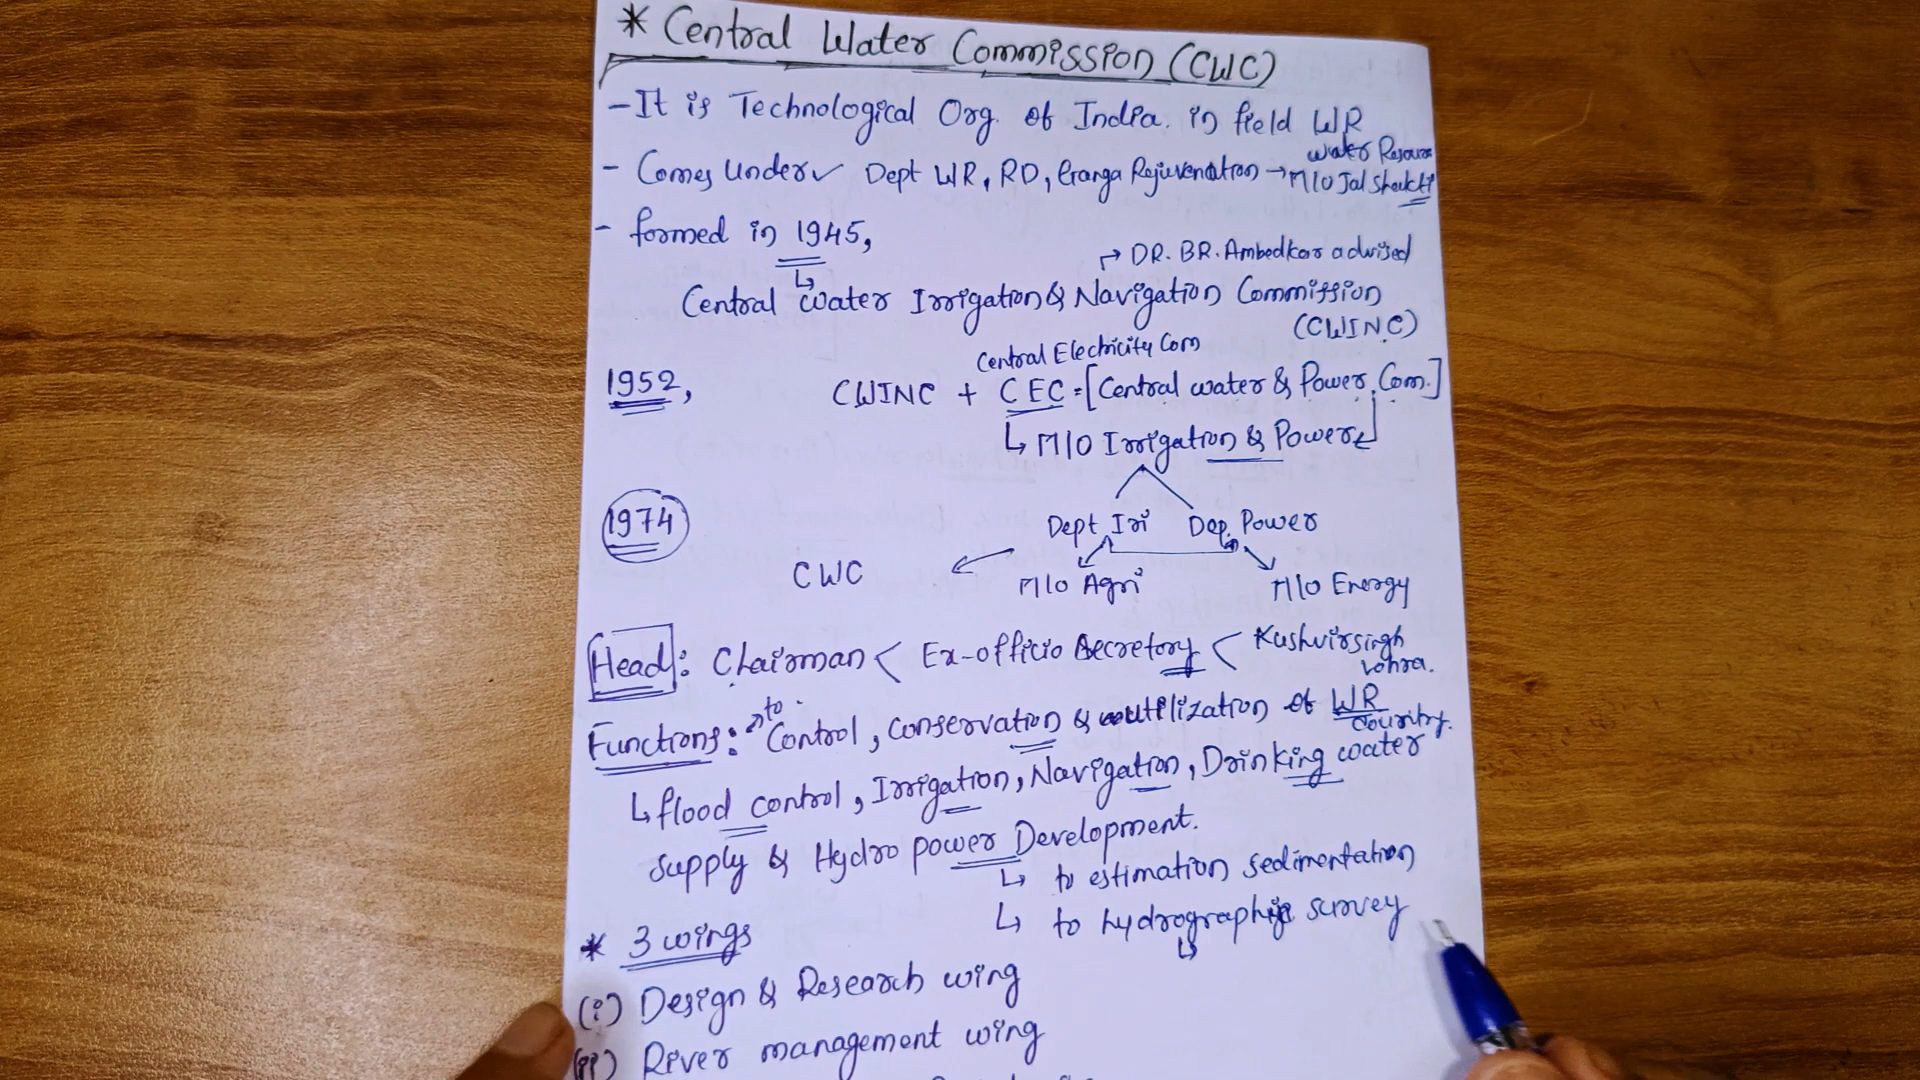 * Central Water Commission (CWC)
- It is Technological Org. of India. in field WR
Water Resour
- Comes Under Dept WR, RD, Ganga Rejuvenation → M/O Jal Shakti
- formed in 1945,
↱ DR. BR. Ambedkar advised
↳ Central Water Irrigation & Navigation Commission
(CWINC)
Central Electricity Com
1952, CWINC + CEC = [Central water & Power. Com.]
↳ M/O Irrigation & Power
1974 Dept Iri Dep. Power
CWC ← M/O Agri M/O Energy
Head: Chairman < Ex-officio Secretory < Kushvirsingh
Vohra.
Functions: to Control, Conservation & utilization of WR
Country.
↳ flood control, Irrigation, Navigation, Drinking water
supply & Hydro power Development.
↳ to estimation sedimentation
↳ to hydrographic survey
* 3 wings
(i) Design & Research wing
(ii) River management wing